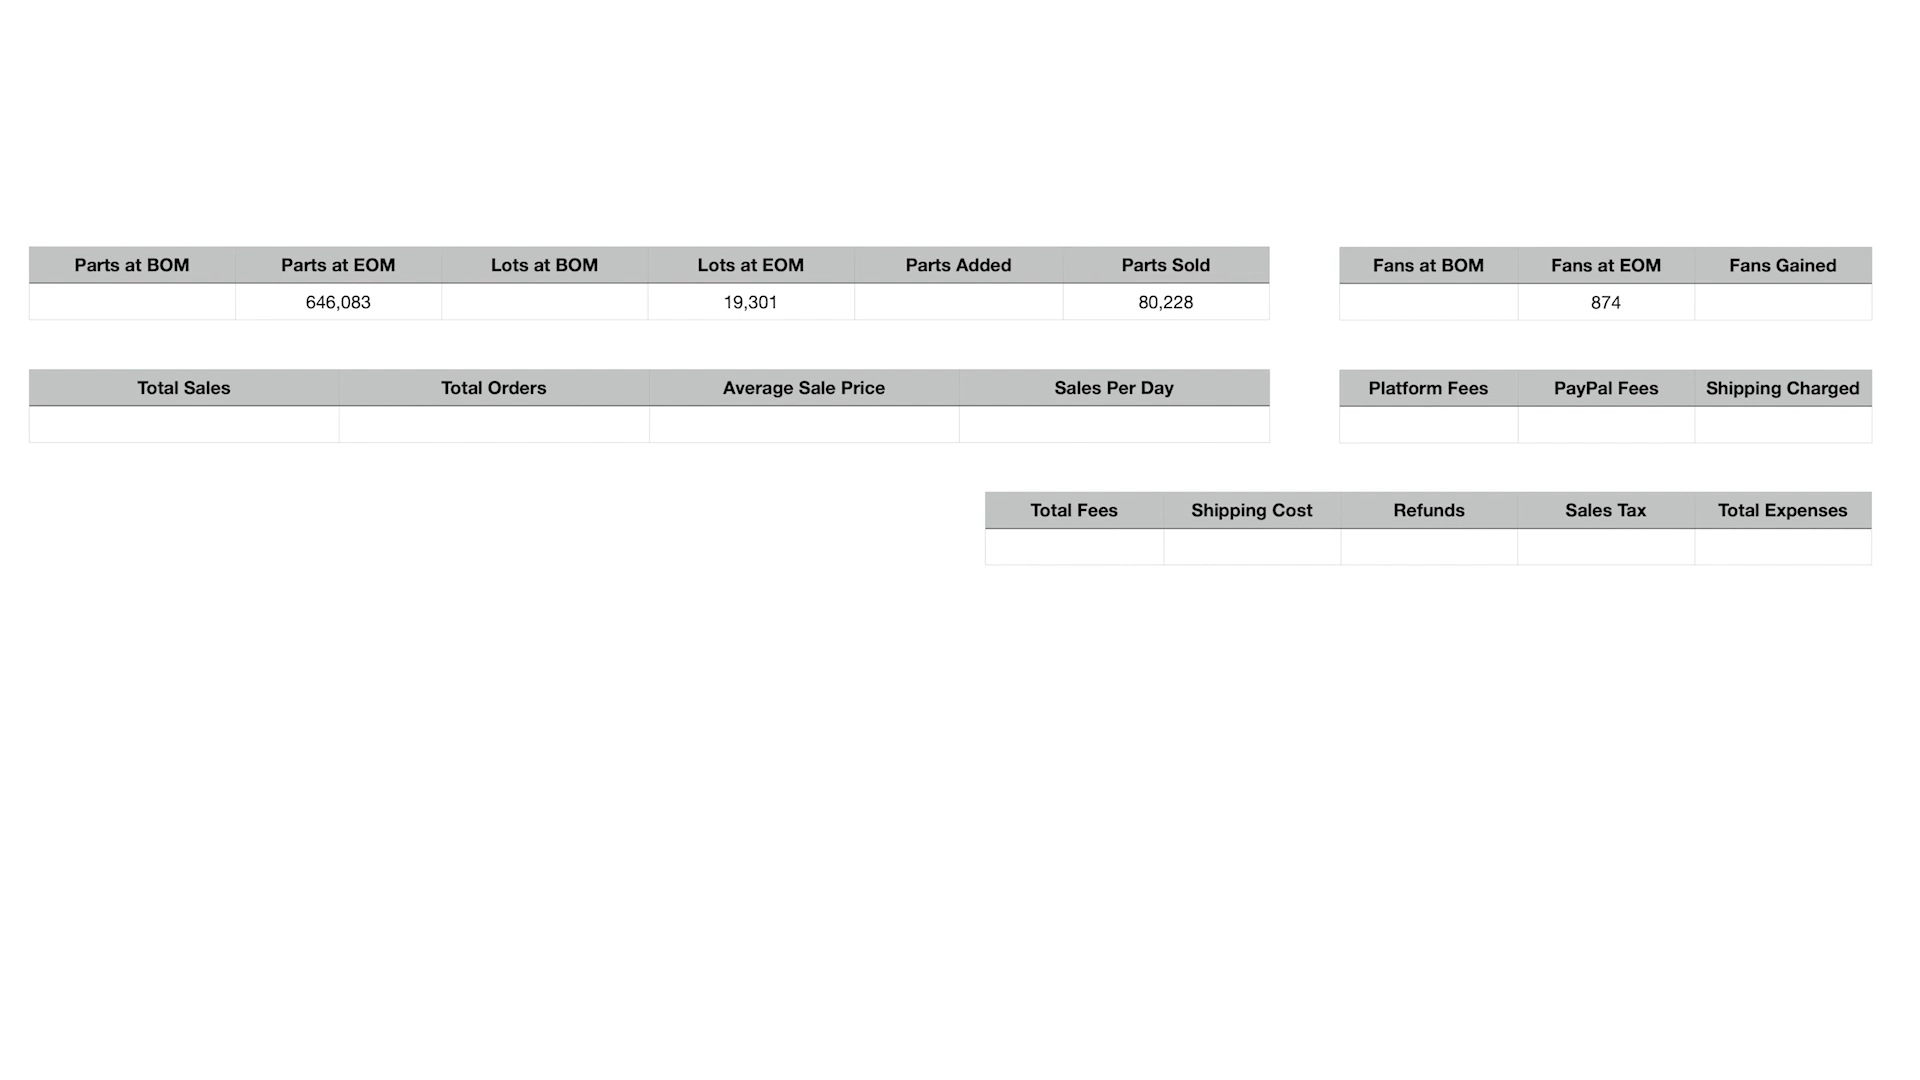 Parts at BOM Parts at EOM Lots at BOM Lots at EOM Parts Added Parts Sold
646,083 19,301 80,228
Fans at BOM Fans at EOM Fans Gained
874
Total Sales Total Orders Average Sale Price Sales Per Day
Platform Fees PayPal Fees Shipping Charged
Total Fees Shipping Cost Refunds Sales Tax Total Expenses